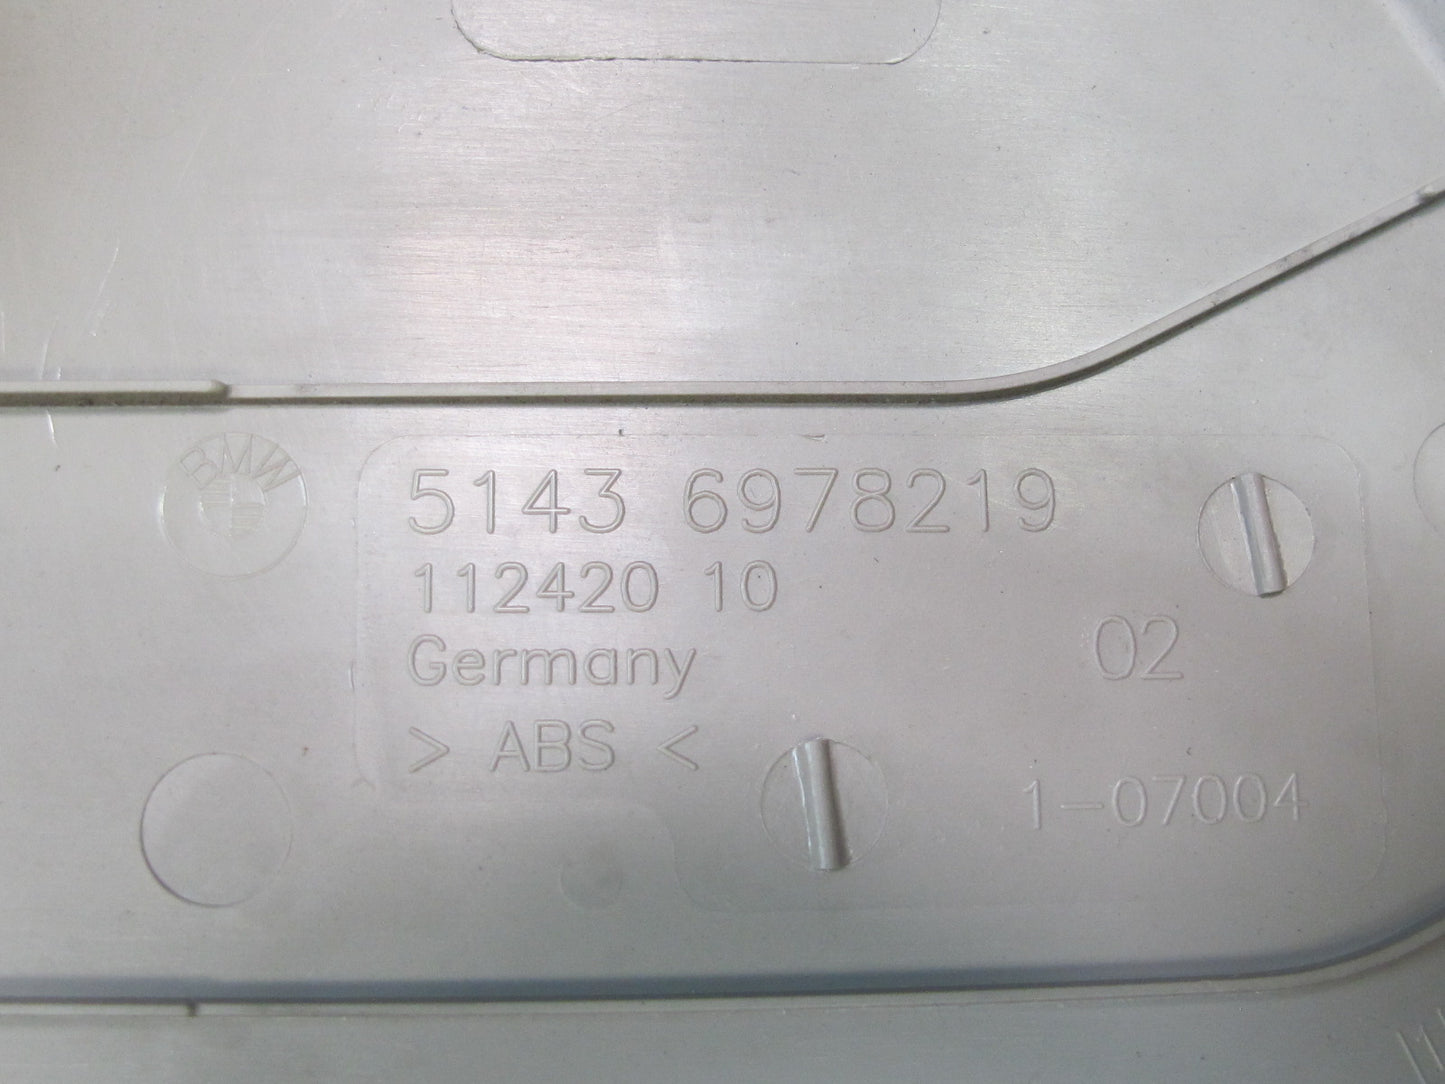 BMW
5143 6978219
112420 10
Germany
02
> ABS <
1-07004